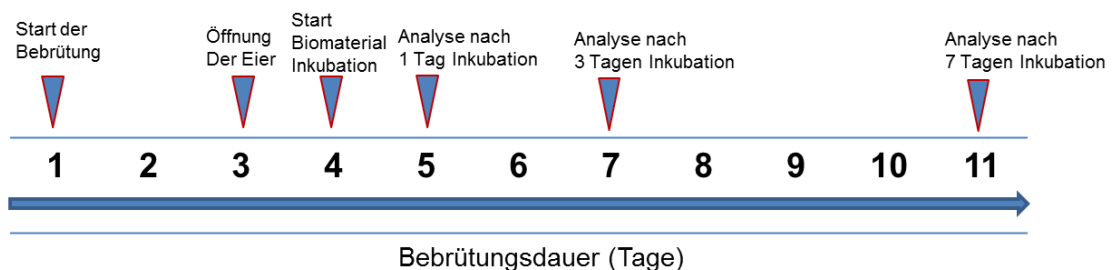 Start der
Bebrütung
Öffnung
Der Eier
Start
Biomaterial
Inkubation
Analyse nach
1 Tag Inkubation
Analyse nach
3 Tagen Inkubation
Analyse nach
7 Tagen Inkubation
1 2 3 4 5 6 7 8 9 10 11
Bebrütungsdauer (Tage)